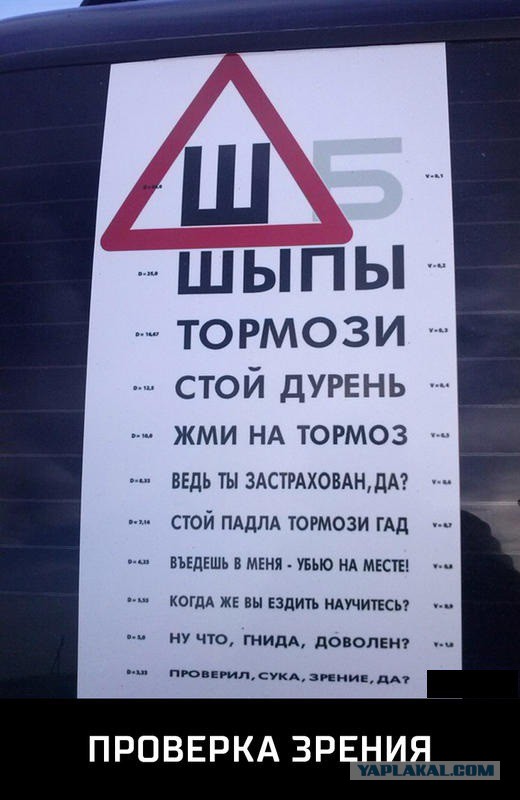 Ш Б
ШЫПЫ
ТОРМОЗИ
СТОЙ ДУРЕНЬ
ЖМИ НА ТОРМОЗ
ВЕДЬ ТЫ ЗАСТРАХОВАН,ДА?
СТОЙ ПАДЛА ТОРМОЗИ ГАД
ВЪЕДЕШЬ В МЕНЯ - УБЬЮ НА МЕСТЕ!
КОГДА ЖЕ ВЫ ЕЗДИТЬ НАУЧИТЕСЬ?
НУ ЧТО, ГНИДА, ДОВОЛЕН?
ПРОВЕРИЛ, СУКА, ЗРЕНИЕ, ДА?
ПРОВЕРКА ЗРЕНИЯ
YAPLAKAL.COM